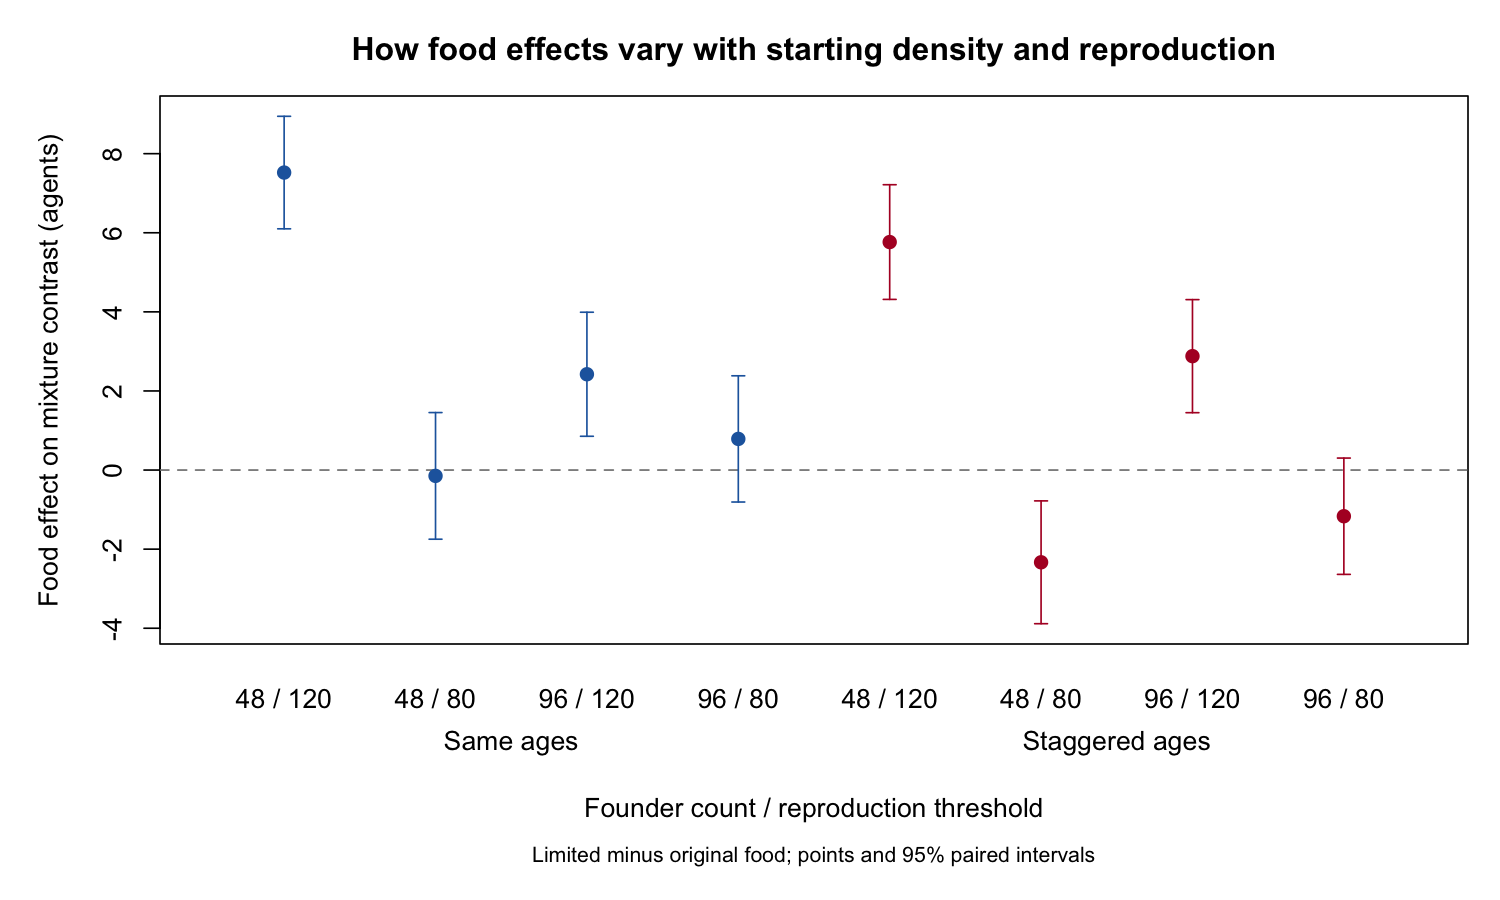 How food effects vary with starting density and reproduction
Food effect on mixture contrast (agents)
8
6
4
2
0
-2
-4
48 / 120 48 / 80 96 / 120 96 / 80 48 / 120 48 / 80 96 / 120 96 / 80
Same ages Staggered ages
Founder count / reproduction threshold
Limited minus original food; points and 95% paired intervals